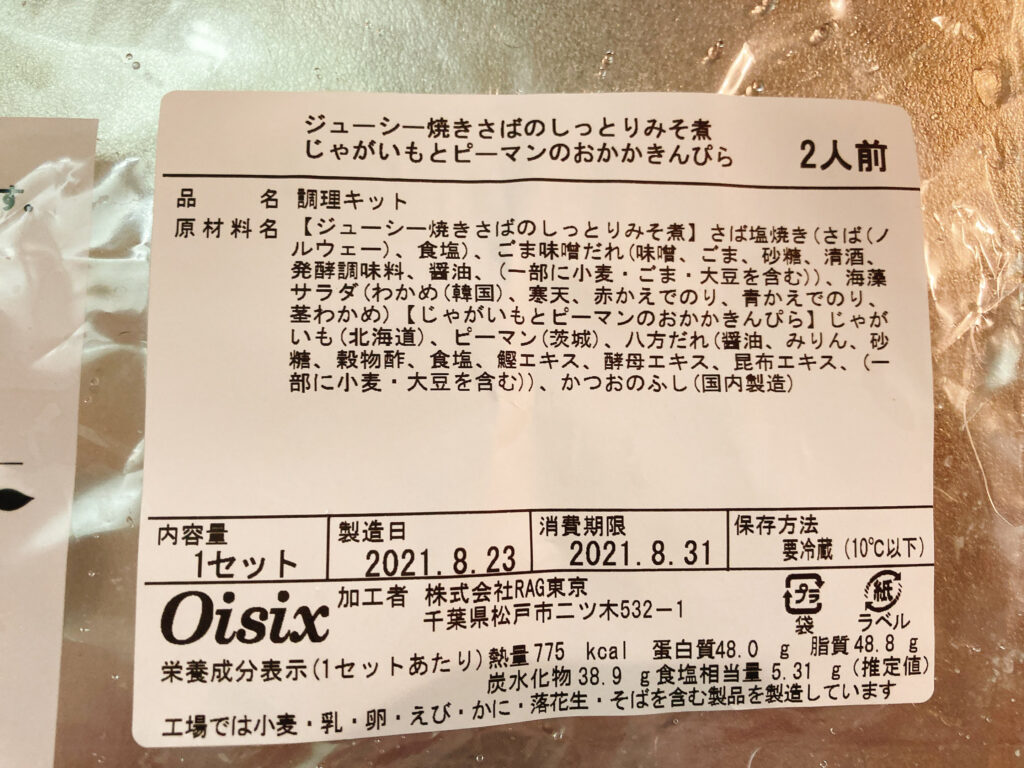 す。
ジューシー焼きさばのしっとりみそ煮
じゃがいもとピーマンのおかかきんぴら 2人前
品名 調理キット
原材料名 【ジューシー焼きさばのしっとりみそ煮】さば塩焼き(さば(ノ
ルウェー)、食塩)、ごま味噌だれ(味噌、ごま、砂糖、清酒、
発酵調味料、醤油、(一部に小麦・ごま・大豆を含む))、海藻
サラダ(わかめ(韓国)、寒天、赤かえでのり、青かえでのり、
茎わかめ)【じゃがいもとピーマンのおかかきんぴら】じゃが
いも(北海道)、ピーマン(茨城)、八方だれ(醤油、みりん、砂
糖、穀物酢、食塩、鰹エキス、酵母エキス、昆布エキス、(一
部に小麦・大豆を含む))、かつおのふし(国内製造)
内容量 製造日 消費期限 保存方法
1セット 2021.8.23 2021.8.31 要冷蔵(10℃以下)
Oisix 加工者 株式会社RAG東京
千葉県松戸市二ツ木532-1
プラ 紙
袋 ラベル
栄養成分表示(1セットあたり)熱量775 kcal 蛋白質48.0 g 脂質48.8 g
炭水化物38.9 g食塩相当量5.31 g(推定値)
工場では小麦・乳・卵・えび・かに・落花生・そばを含む製品を製造しています